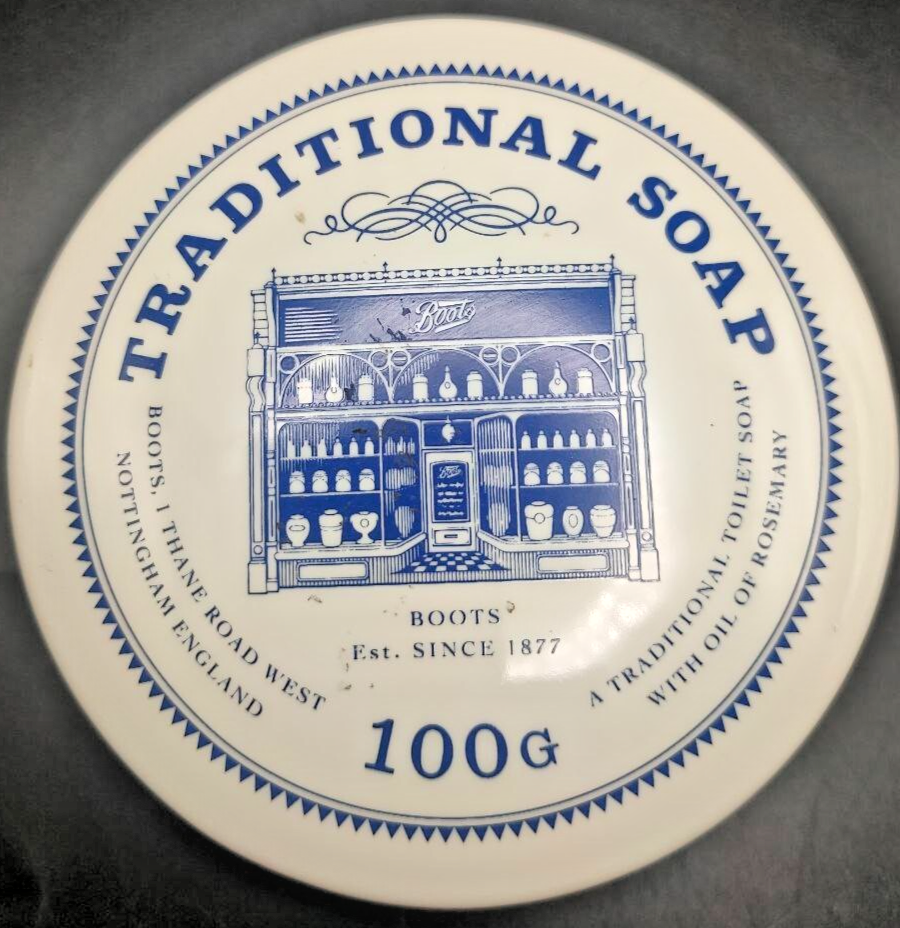 TRADITIONAL SOAP
Boots
Boots
BOOTS, 1 THANE ROAD WEST
NOTTINGHAM ENGLAND
A TRADITIONAL TOILET SOAP
WITH OIL OF ROSEMARY
BOOTS
Est. SINCE 1877
100G